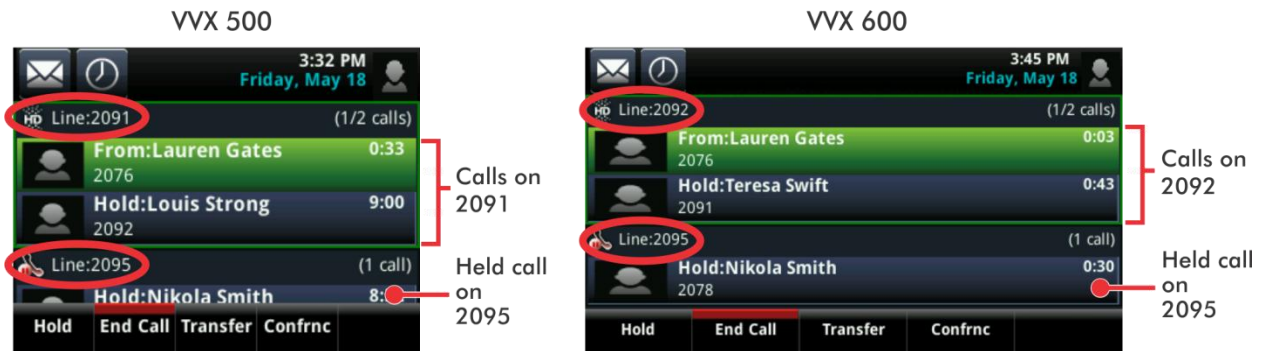 VVX 500
3:32 PM
Friday, May 18
HD Line:2091 (1/2 calls)
From:Lauren Gates 0:33
2076
Hold:Louis Strong 9:00
2092
Line:2095 (1 call)
Hold:Nikola Smith 8:
Hold End Call Transfer Confrnc
Calls on
2091
Held call
on
2095
VVX 600
3:45 PM
Friday, May 18
HD Line:2092 (1/2 calls)
From:Lauren Gates 0:03
2076
Hold:Teresa Swift 0:43
2091
Line:2095 (1 call)
Hold:Nikola Smith 0:30
2078
Hold End Call Transfer Confrnc
Calls on
2092
Held call
on
2095